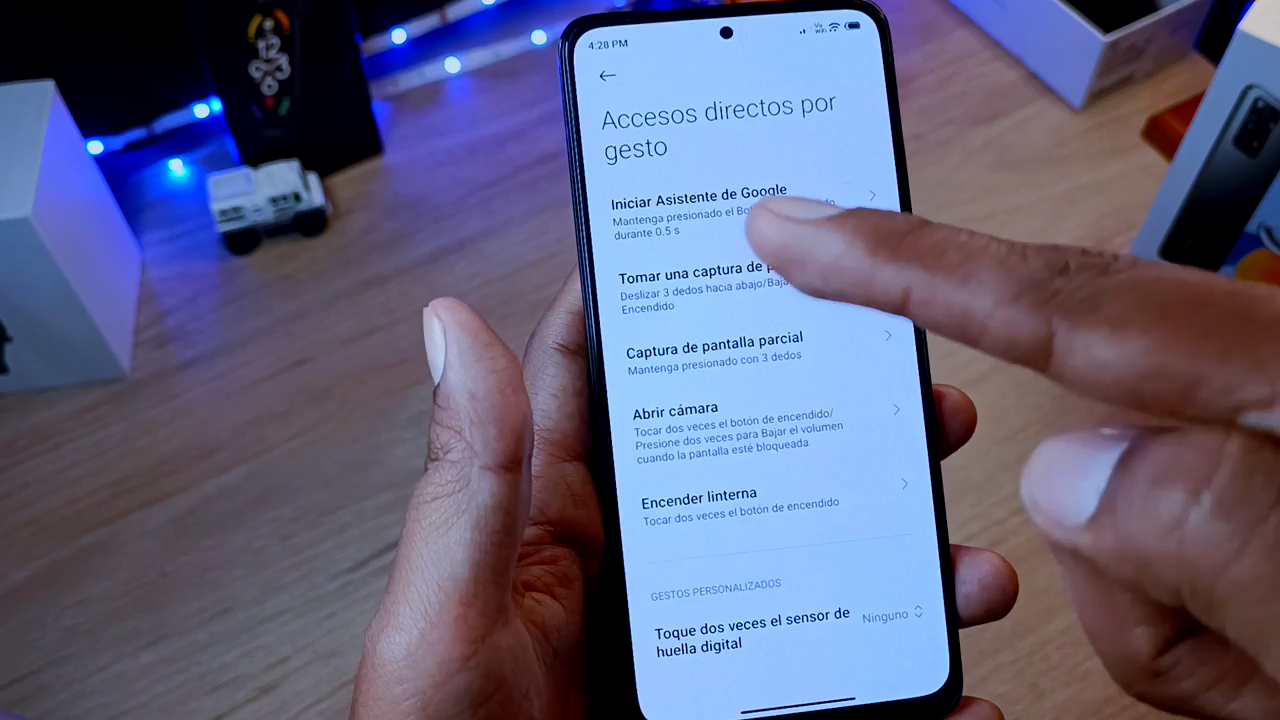 4:28 PM
Vo
WiFi
Accesos directos por
gesto
Iniciar Asistente de Google
Mantenga presionado el
durante 0.5 s
Tomar una captura de
Deslizar 3 dedos hacia abajo/
Encendido
Captura de pantalla parcial
Mantenga presionado con 3 dedos
Abrir cámara
Tocar dos veces el botón de encendido/
Presione dos veces para Bajar el volumen
cuando la pantalla esté bloqueada
Encender linterna
Tocar dos veces el botón de encendido
GESTOS PERSONALIZADOS
Toque dos veces el sensor de
huella digital
Ninguno
12